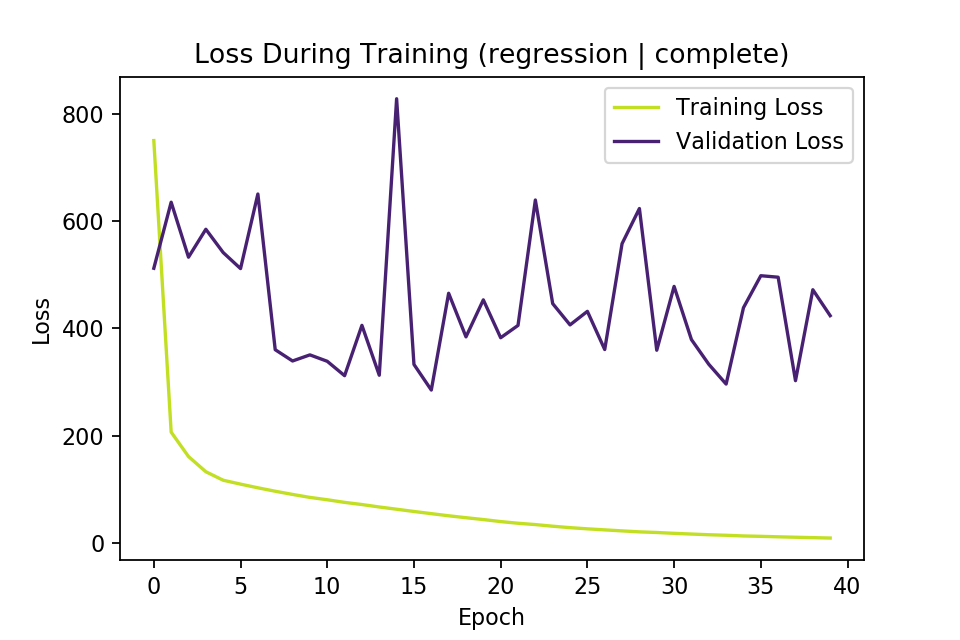 Loss During Training (regression | complete)
Training Loss
Validation Loss
800
600
400
200
0
Loss
0 5 10 15 20 25 30 35 40
Epoch